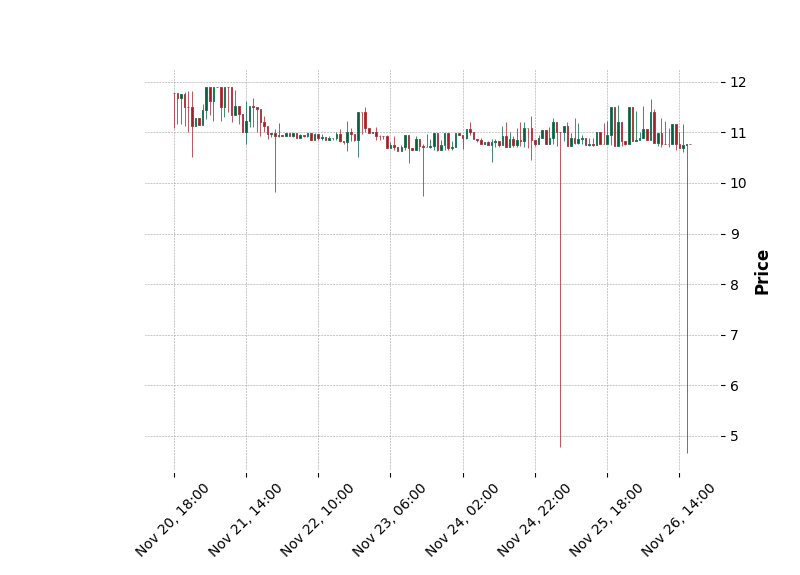 12
11
10
9
8
7
6
5
Price
Nov 20, 18:00
Nov 21, 14:00
Nov 22, 10:00
Nov 23, 06:00
Nov 24, 02:00
Nov 24, 22:00
Nov 25, 18:00
Nov 26, 14:00